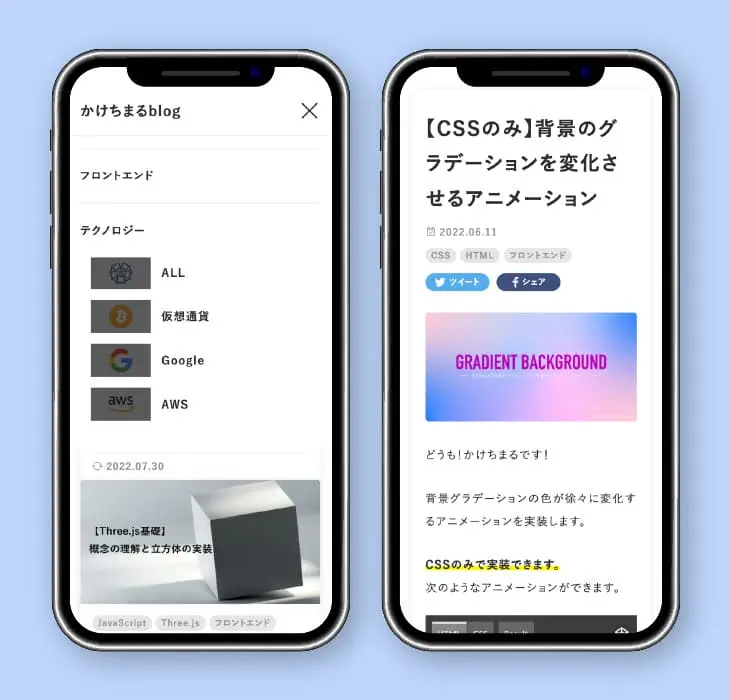 かけちまるblog
フロントエンド
テクノロジー
ALL
仮想通貨
Google
aws
AWS
2022.07.30
【Three.js基礎】
概念の理解と立方体の実装
JavaScript
Three.js
フロントエンド
【CSSのみ】背景のグ
ラデーションを変化さ
せるアニメーション
2022.06.11
CSS
HTML
フロントエンド
ツイート
シェア
GRADIENT BACKGROUND
どうも！かけちまるです！
背景グラデーションの色が徐々に変化す
るアニメーションを実装します。
CSSのみで実装できます。
次のようなアニメーションができます。
HTML
CSS
Result